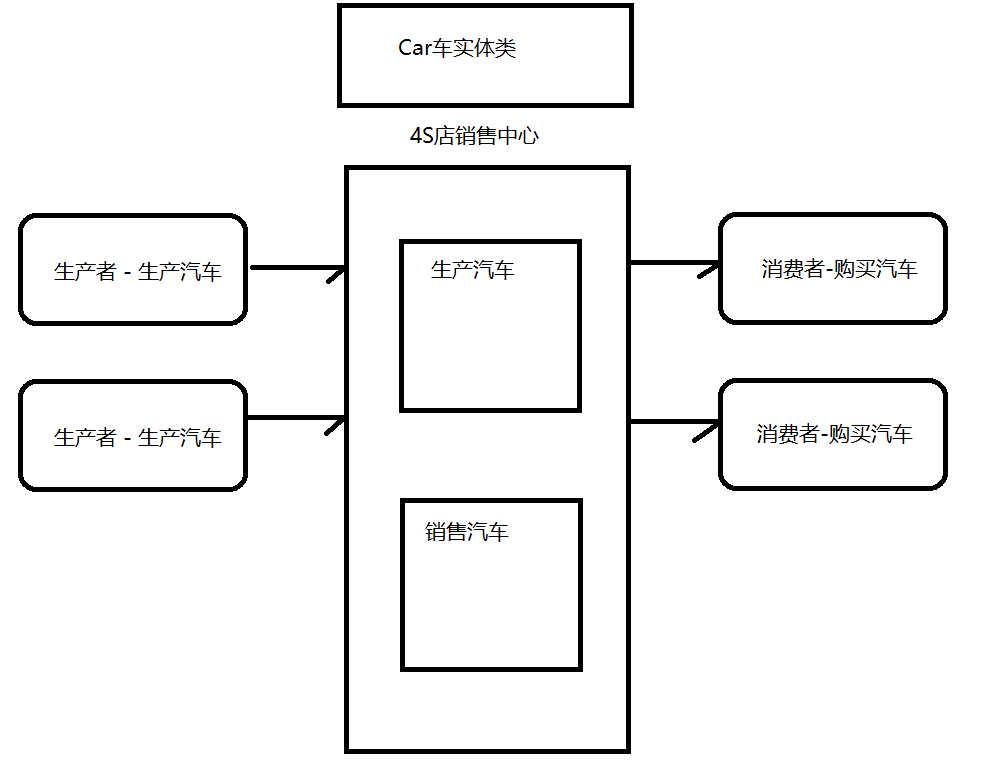 Car车实体类
4S店销售中心
生产者 - 生产汽车
生产汽车
消费者-购买汽车
生产者 - 生产汽车
消费者-购买汽车
销售汽车